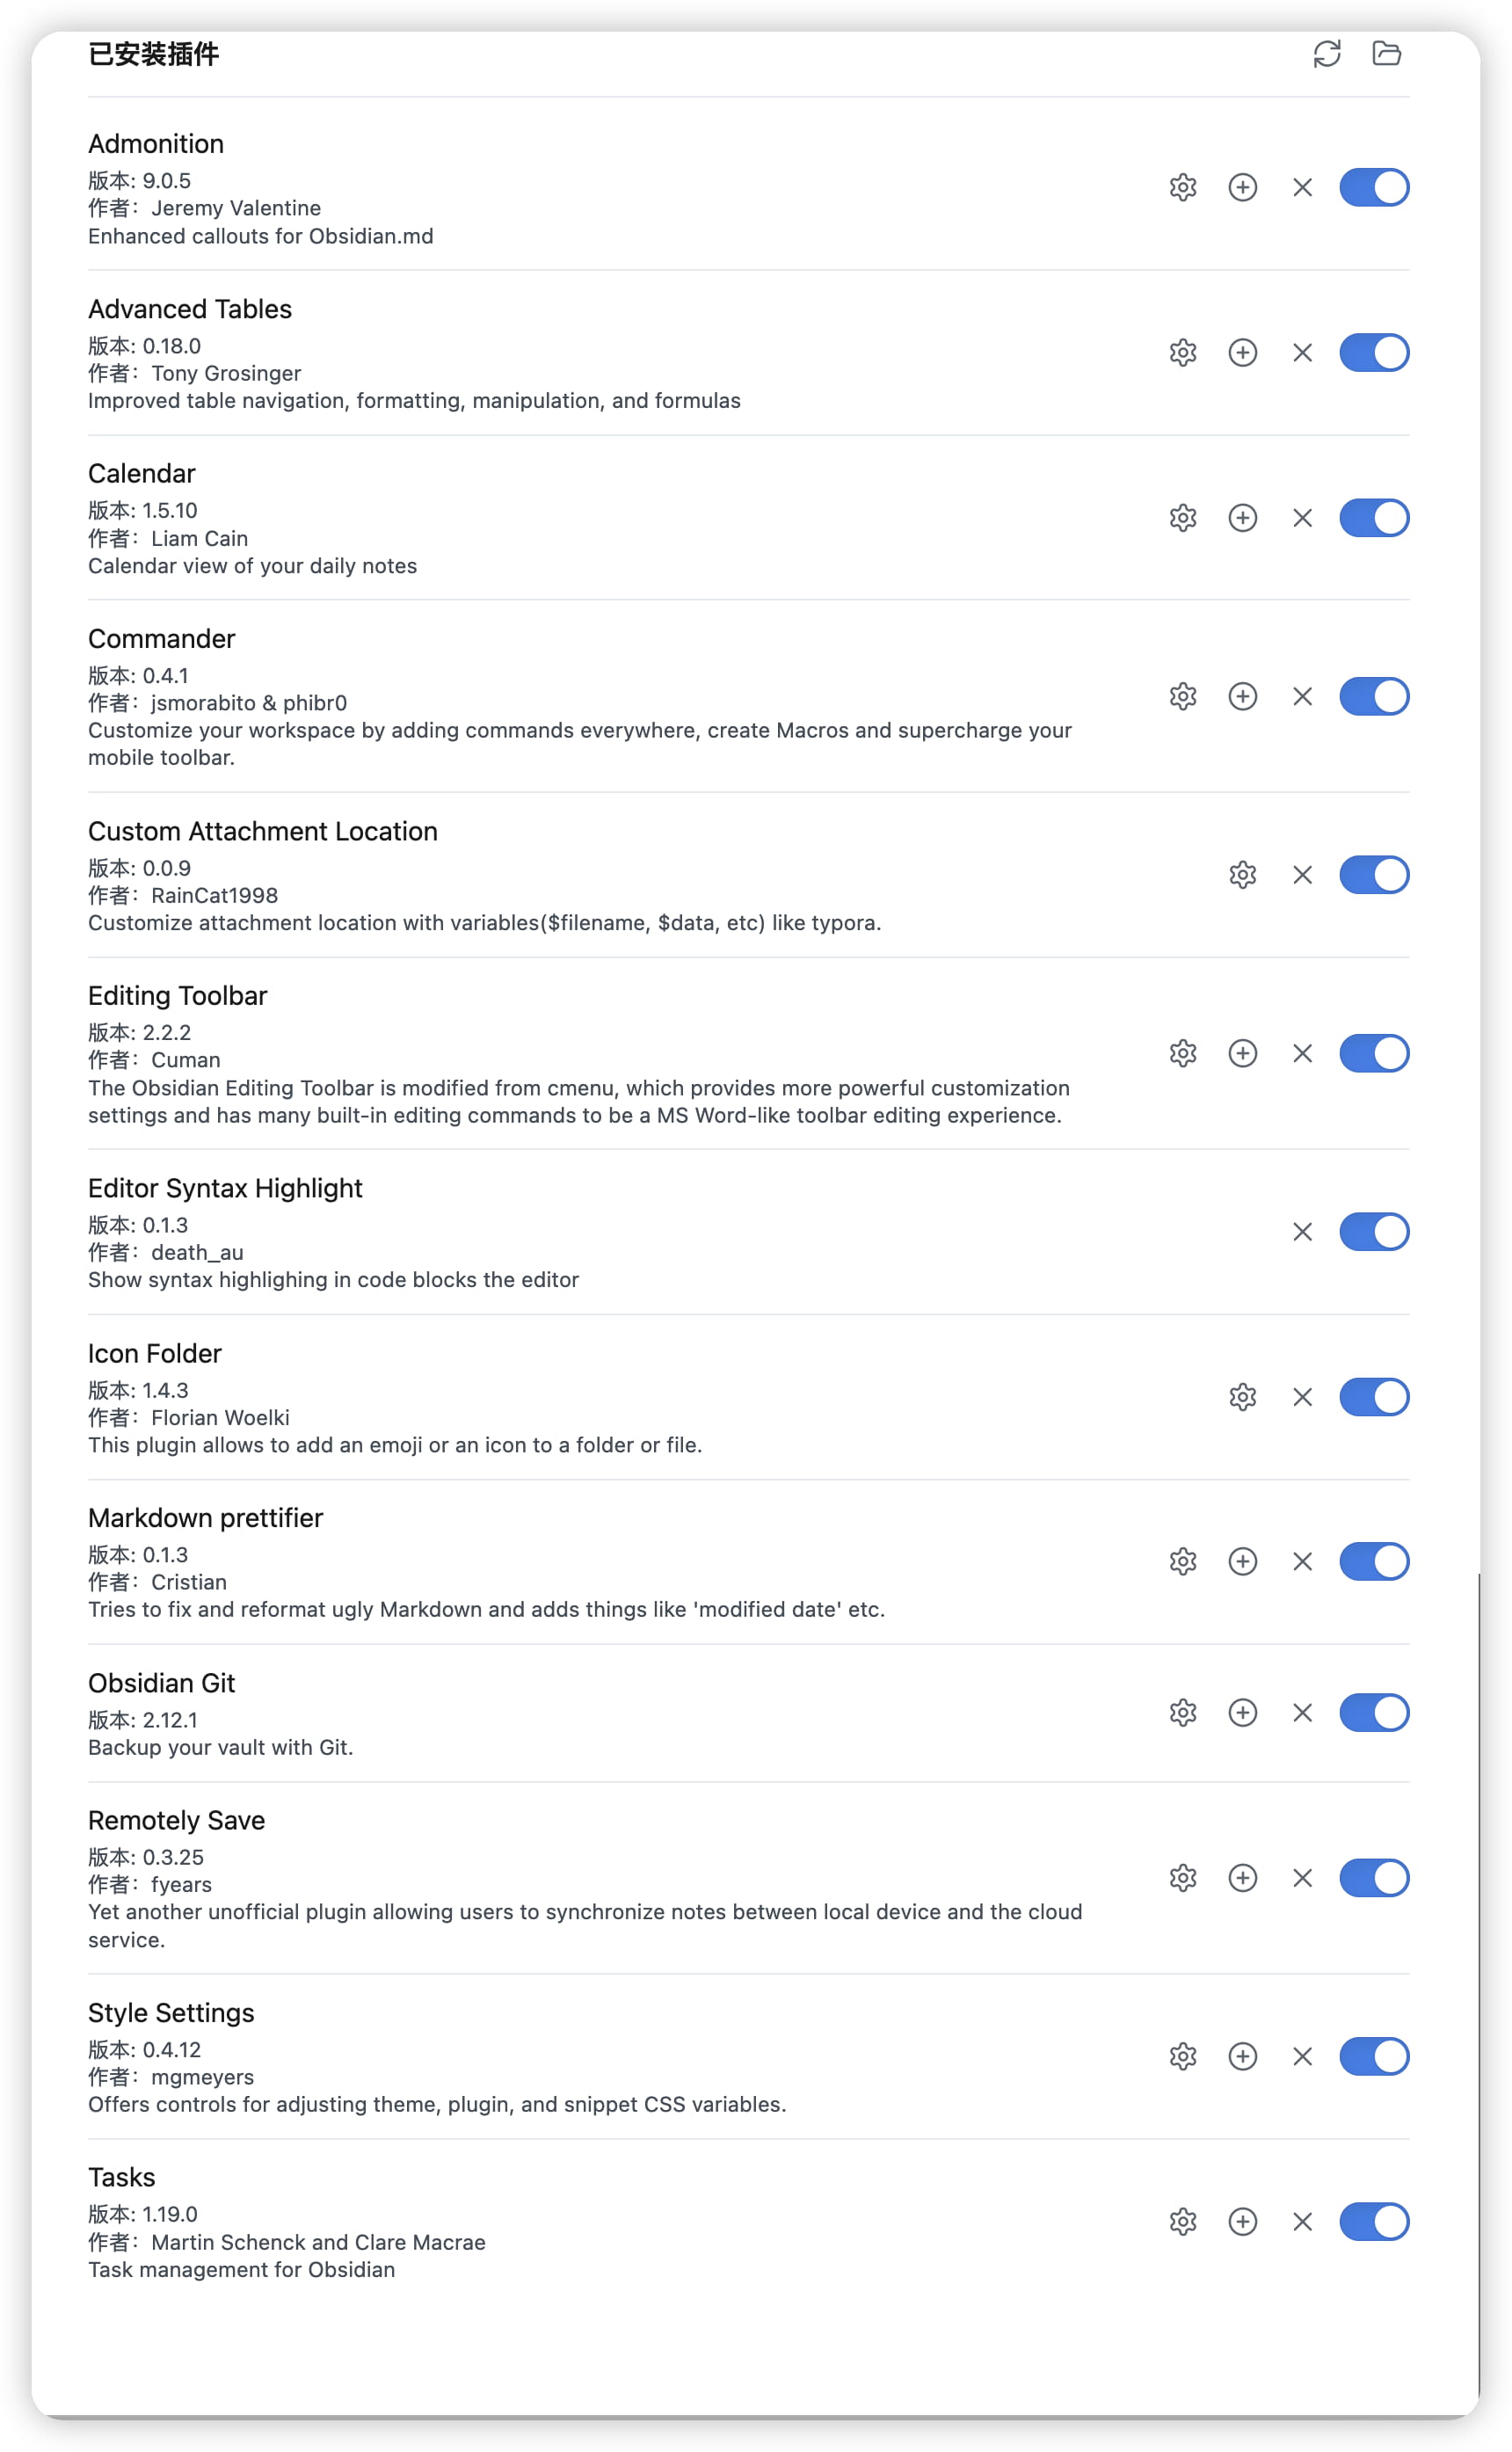 已安装插件
Admonition
版本: 9.0.5
作者：Jeremy Valentine
Enhanced callouts for Obsidian.md
Advanced Tables
版本: 0.18.0
作者：Tony Grosinger
Improved table navigation, formatting, manipulation, and formulas
Calendar
版本: 1.5.10
作者：Liam Cain
Calendar view of your daily notes
Commander
版本: 0.4.1
作者：jsmorabito & phibr0
Customize your workspace by adding commands everywhere, create Macros and supercharge your
mobile toolbar.
Custom Attachment Location
版本: 0.0.9
作者：RainCat1998
Customize attachment location with variables($filename, $data, etc) like typora.
Editing Toolbar
版本: 2.2.2
作者：Cuman
The Obsidian Editing Toolbar is modified from cmenu, which provides more powerful customization
settings and has many built-in editing commands to be a MS Word-like toolbar editing experience.
Editor Syntax Highlight
版本: 0.1.3
作者：death_au
Show syntax highlighing in code blocks the editor
Icon Folder
版本: 1.4.3
作者：Florian Woelki
This plugin allows to add an emoji or an icon to a folder or file.
Markdown prettifier
版本: 0.1.3
作者：Cristian
Tries to fix and reformat ugly Markdown and adds things like 'modified date' etc.
Obsidian Git
版本: 2.12.1
Backup your vault with Git.
Remotely Save
版本: 0.3.25
作者：fyears
Yet another unofficial plugin allowing users to synchronize notes between local device and the cloud
service.
Style Settings
版本: 0.4.12
作者：mgmeyers
Offers controls for adjusting theme, plugin, and snippet CSS variables.
Tasks
版本: 1.19.0
作者：Martin Schenck and Clare Macrae
Task management for Obsidian